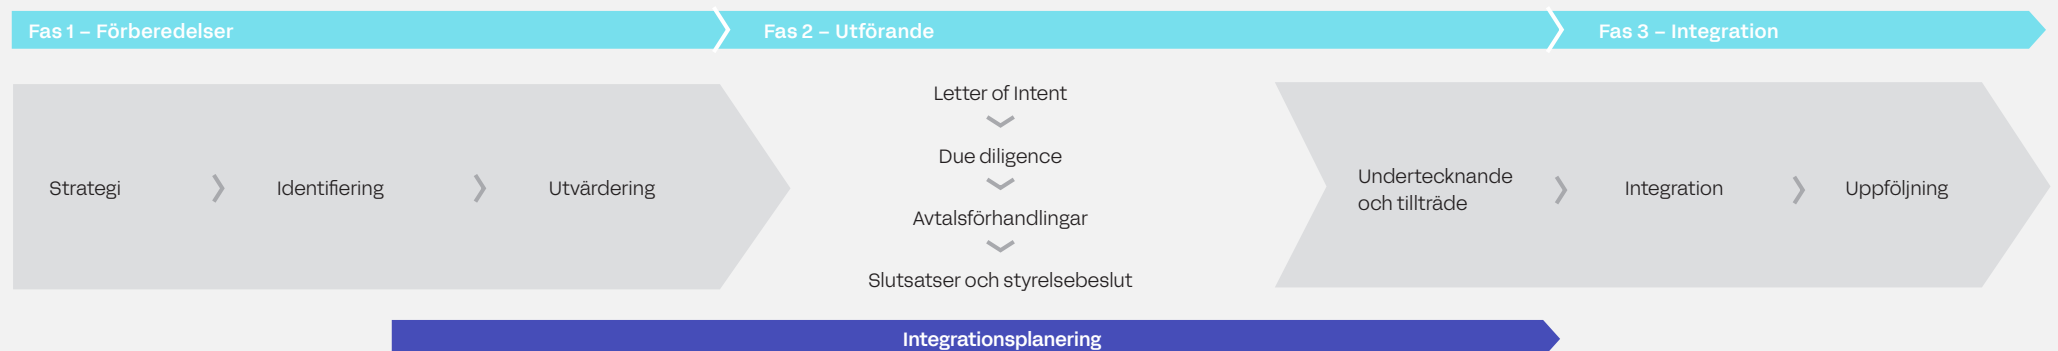 Fas 1 – Förberedelser
Fas 2 – Utförande
Fas 3 – Integration
Strategi
Identifiering
Utvärdering
Letter of Intent
Due diligence
Avtalsförhandlingar
Slutsatser och styrelsebeslut
Undertecknande
och tillträde
Integration
Uppföljning
Integrationsplanering